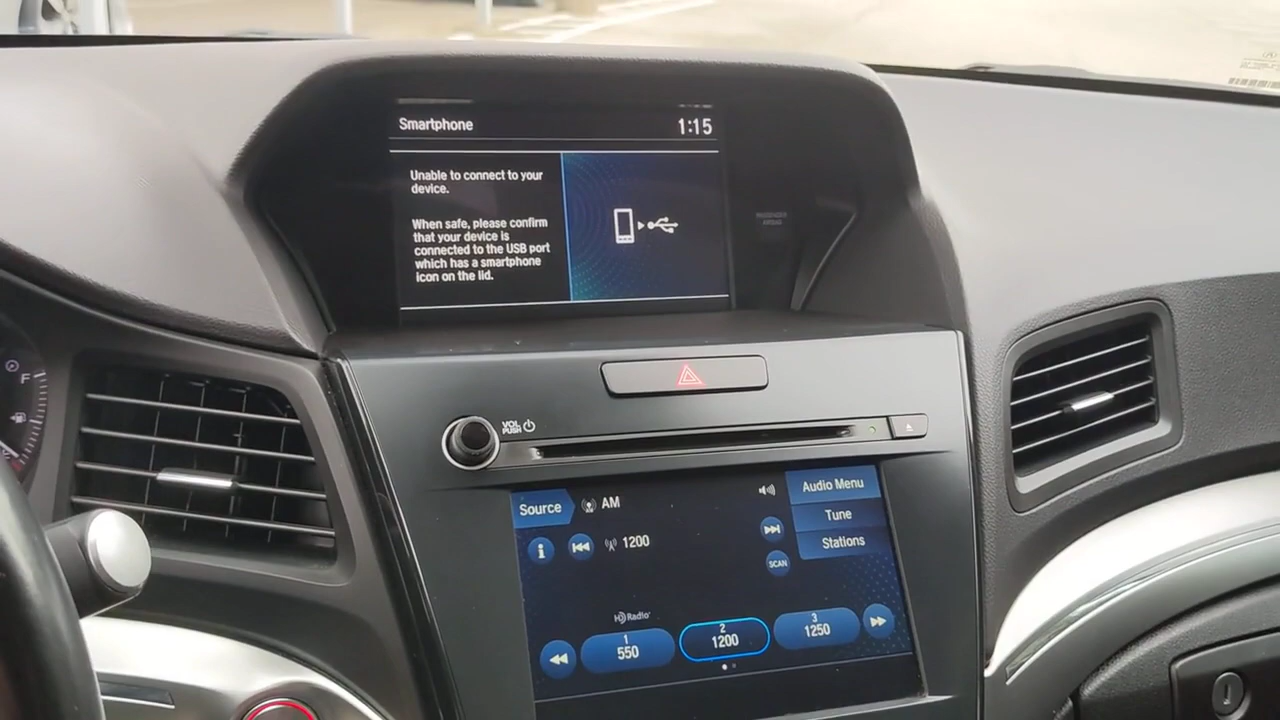 Smartphone
1:15
Unable to connect to your
device.
When safe, please confirm
that your device is
connected to the USB port
which has a smartphone
icon on the lid.
PASSENGER
AIRBAG
F
VOL
PUSH
Source
AM
Audio Menu
Tune
1200
Stations
SCAN
HD Radio
1
550
2
1200
3
1250